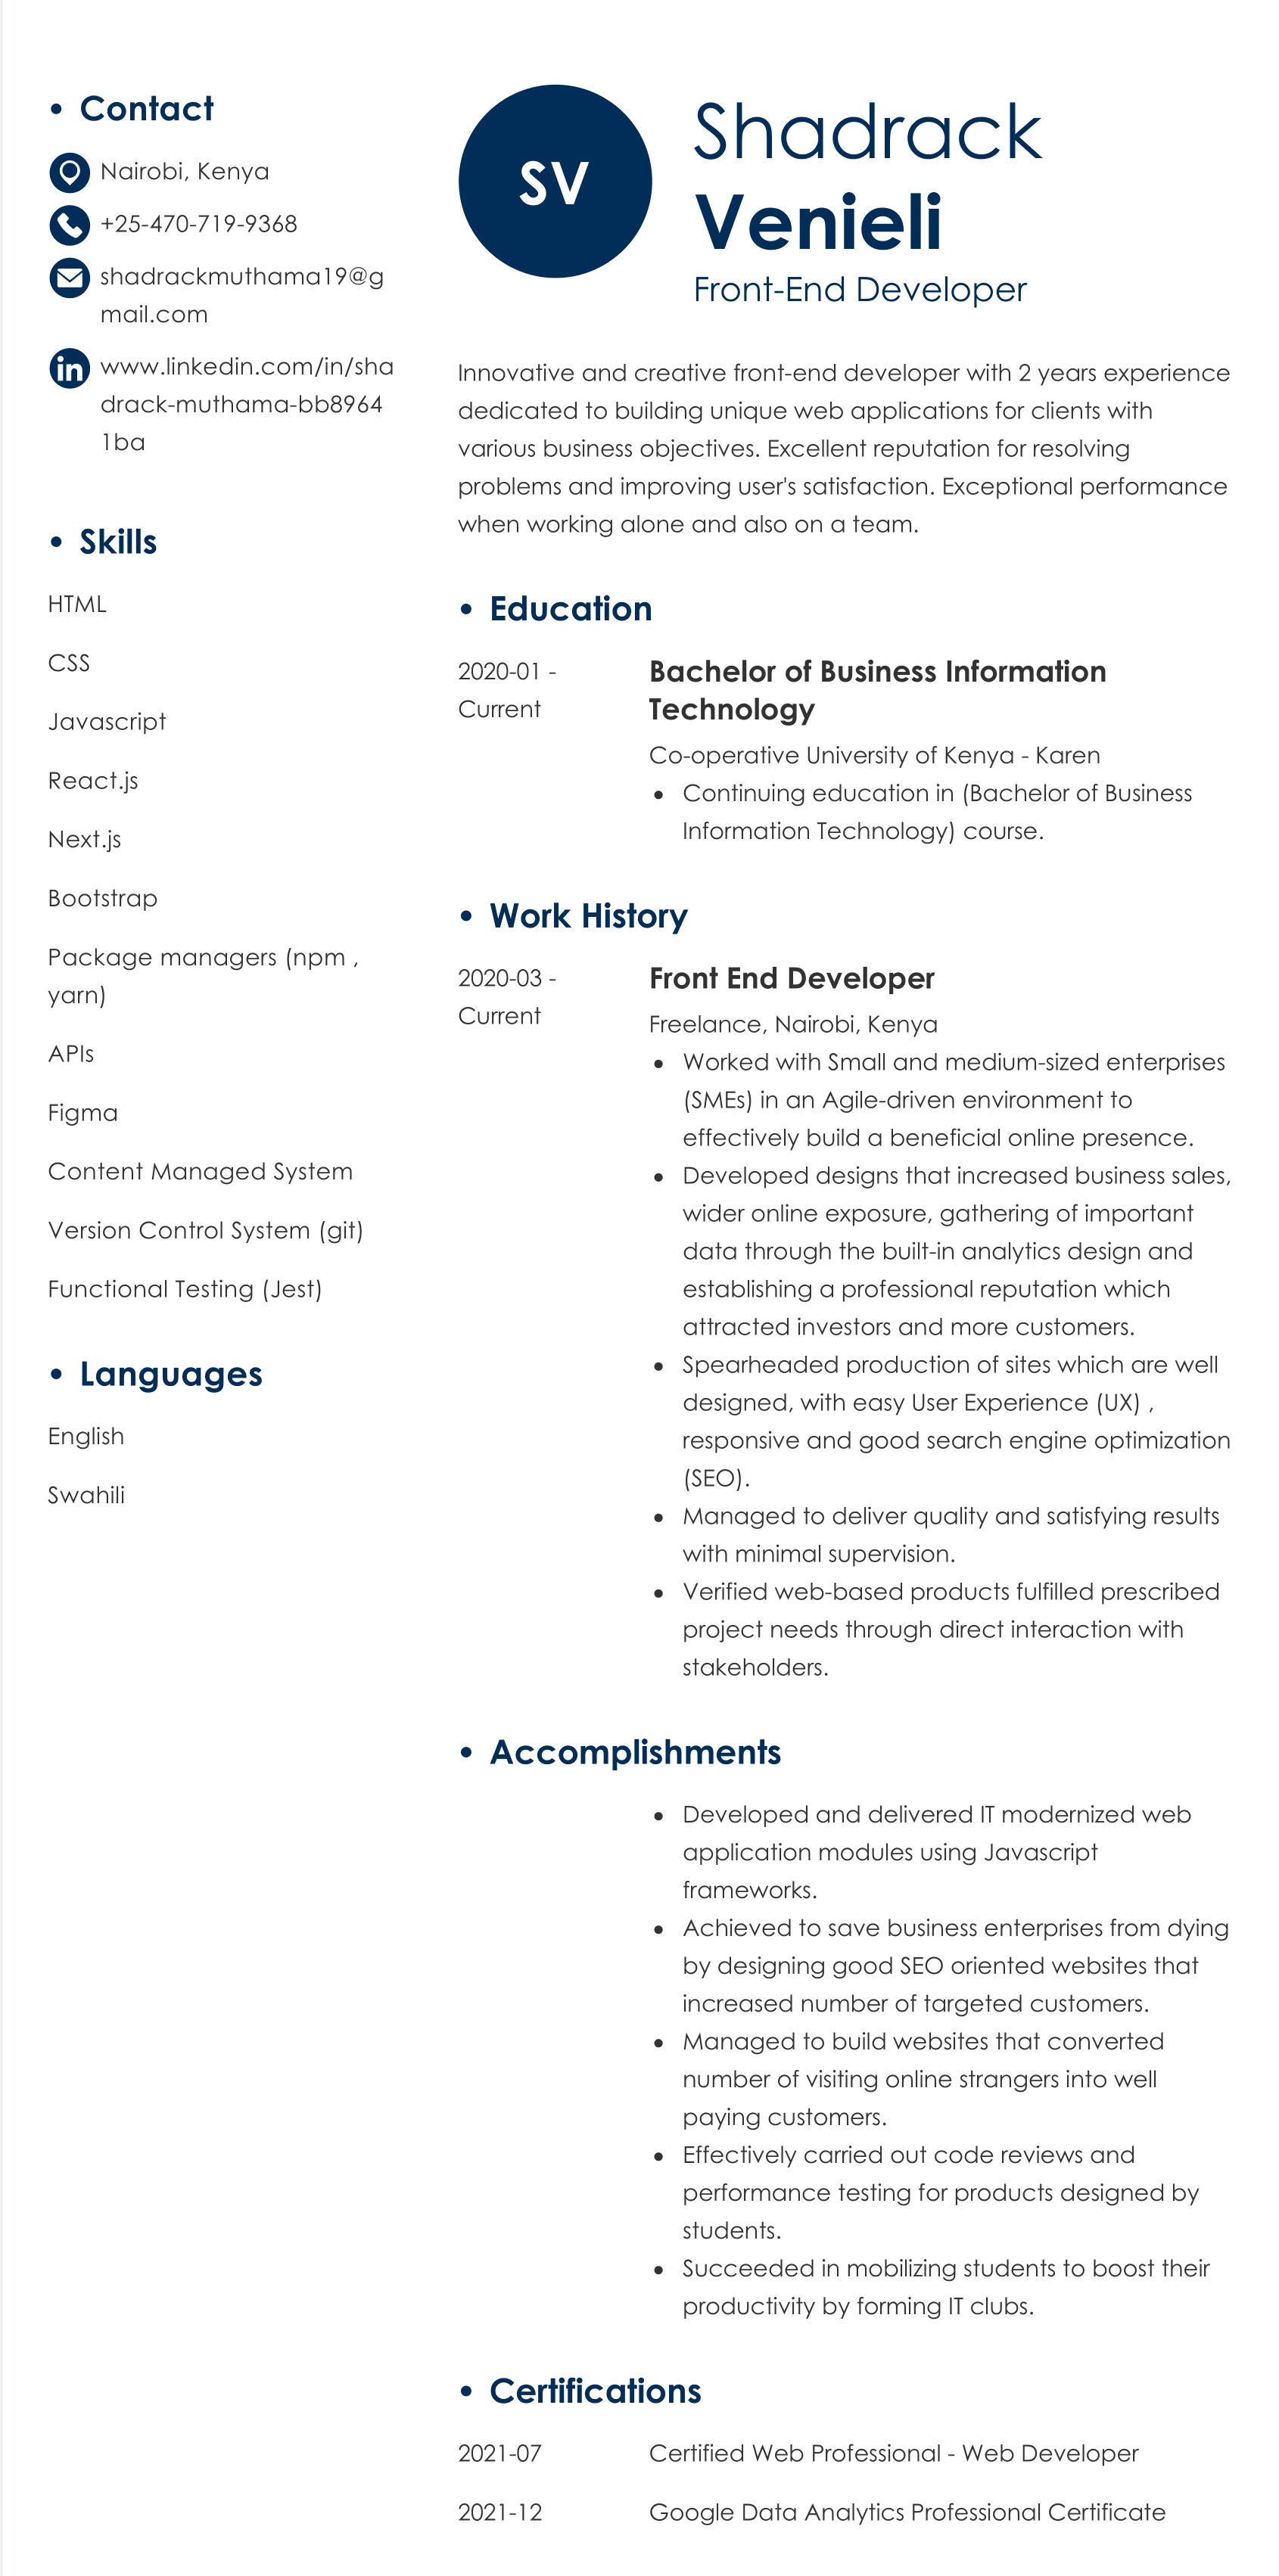 • Contact
Nairobi, Kenya
+25-470-719-9368
shadrackmuthama19@g
mail.com
in
www.linkedin.com/in/sha
drack-muthama-bb8964
1ba
• Skills
HTML
CSS
Javascript
React.js
Next.js
Bootstrap
Package managers (npm ,
yarn)
APIs
Figma
Content Managed System
Version Control System (git)
Functional Testing (Jest)
• Languages
English
Swahili
SV
Shadrack
Venieli
Front-End Developer
Innovative and creative front-end developer with 2 years experience
dedicated to building unique web applications for clients with
various business objectives. Excellent reputation for resolving
problems and improving user's satisfaction. Exceptional performance
when working alone and also on a team.
• Education
2020-01 -
Current
Bachelor of Business Information
Technology
Co-operative University of Kenya - Karen
• Continuing education in (Bachelor of Business
Information Technology) course.
• Work History
2020-03 -
Current
Front End Developer
Freelance, Nairobi, Kenya
• Worked with Small and medium-sized enterprises
(SMEs) in an Agile-driven environment to
effectively build a beneficial online presence.
• Developed designs that increased business sales,
wider online exposure, gathering of important
data through the built-in analytics design and
establishing a professional reputation which
attracted investors and more customers.
• Spearheaded production of sites which are well
designed, with easy User Experience (UX) ,
responsive and good search engine optimization
(SEO).
• Managed to deliver quality and satisfying results
with minimal supervision.
• Verified web-based products fulfilled prescribed
project needs through direct interaction with
stakeholders.
• Accomplishments
• Developed and delivered IT modernized web
application modules using Javascript
frameworks.
• Achieved to save business enterprises from dying
by designing good SEO oriented websites that
increased number of targeted customers.
• Managed to build websites that converted
number of visiting online strangers into well
paying customers.
• Effectively carried out code reviews and
performance testing for products designed by
students.
• Succeeded in mobilizing students to boost their
productivity by forming IT clubs.
• Certifications
2021-07 Certified Web Professional - Web Developer
2021-12 Google Data Analytics Professional Certificate